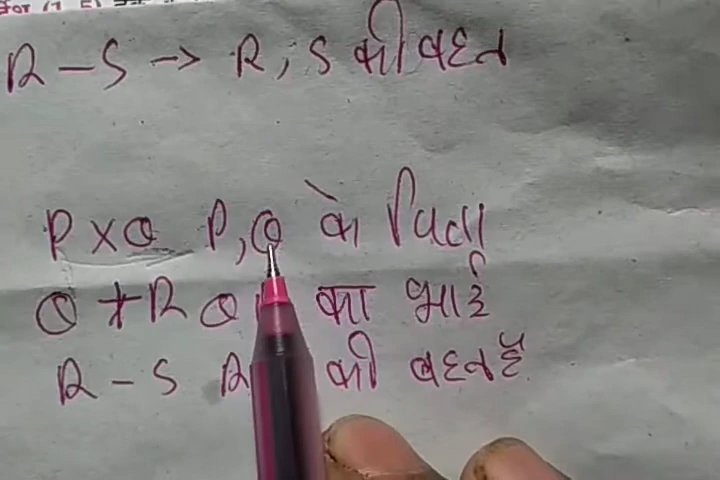 R - S → R, S की बहन
P × Q P, Q के पिता
Q + R Q का भाई
R - S R की बहन है